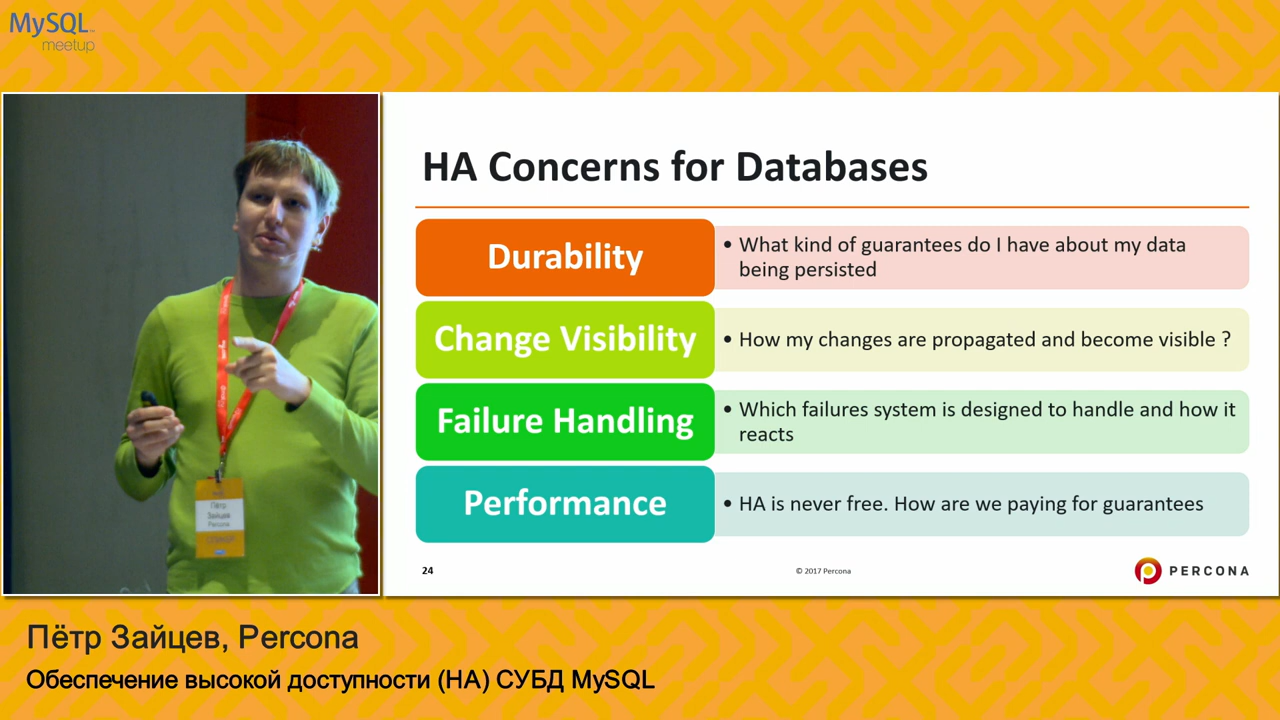 MySQL
meetup
HA Concerns for Databases
Durability
• What kind of guarantees do I have about my data
being persisted
Change Visibility
• How my changes are propagated and become visible ?
Failure Handling
• Which failures system is designed to handle and how it
reacts
Performance
• HA is never free. How are we paying for guarantees
24
© 2017 Percona
PERCONA
Пётр
Зайцев
Percona
Пётр Зайцев, Percona
Обеспечение высокой доступности (HA) СУБД MySQL